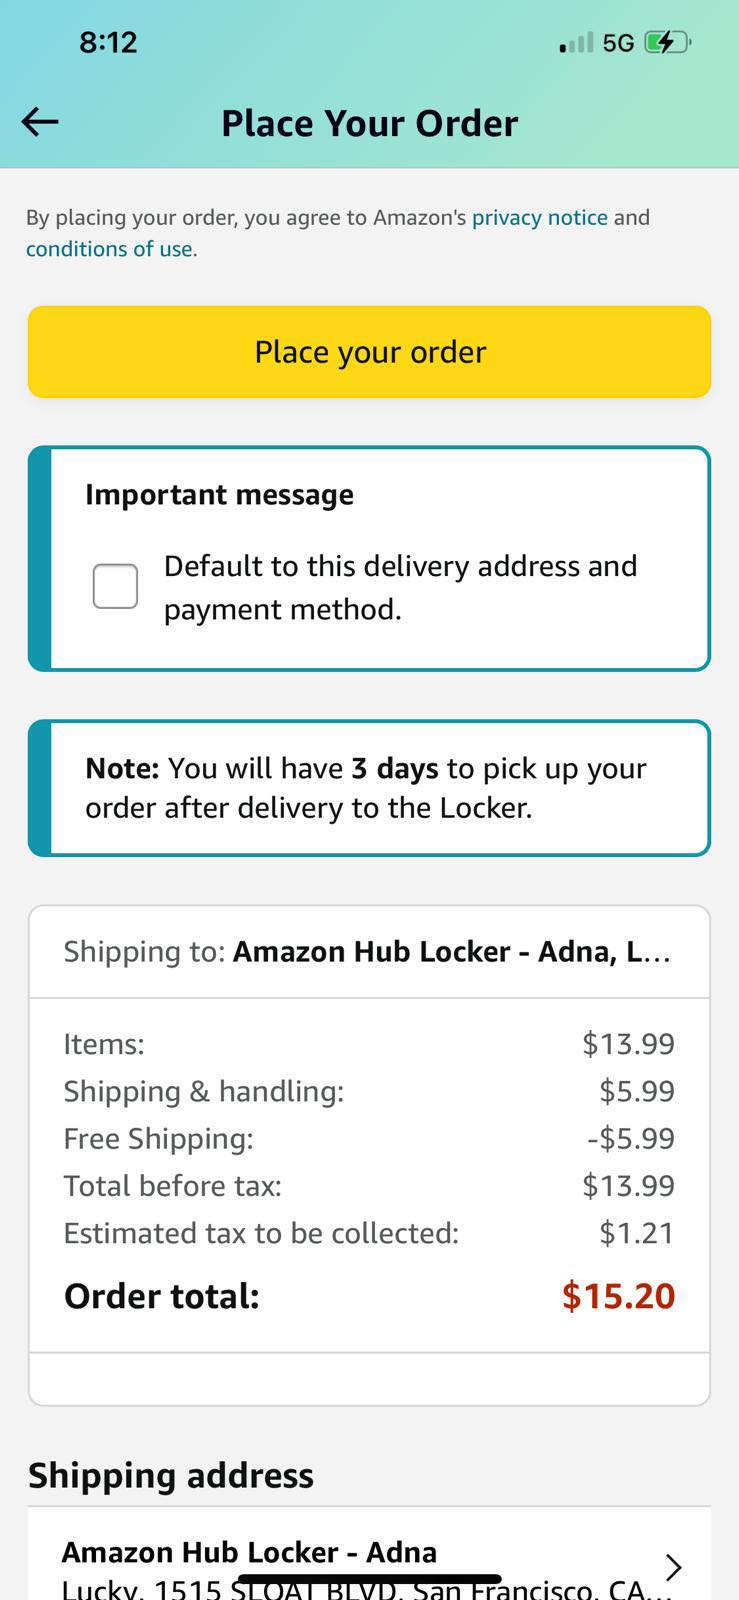 8:12
5G
Place Your Order
By placing your order, you agree to Amazon's privacy notice and
conditions of use.
Place your order
Important message
Default to this delivery address and
payment method.
Note: You will have 3 days to pick up your
order after delivery to the Locker.
Shipping to: Amazon Hub Locker - Adna, L...
Items: $13.99
Shipping & handling: $5.99
Free Shipping: -$5.99
Total before tax: $13.99
Estimated tax to be collected: $1.21
Order total: $15.20
Shipping address
Amazon Hub Locker - Adna
Lucky, 1515 SLOAT BLVD, San Francisco, CA...